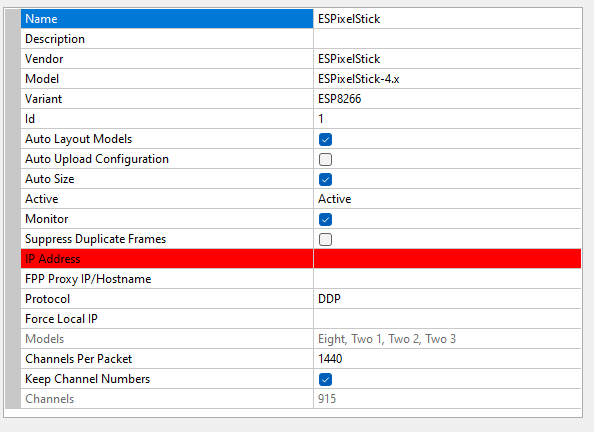 Name ESPixelStick
Description
Vendor ESPixelStick
Model ESPixelStick-4.x
Variant ESP8266
Id 1
Auto Layout Models
Auto Upload Configuration
Auto Size
Active Active
Monitor
Suppress Duplicate Frames
IP Address
FPP Proxy IP/Hostname
Protocol DDP
Force Local IP
Models Eight, Two 1, Two 2, Two 3
Channels Per Packet 1440
Keep Channel Numbers
Channels 915